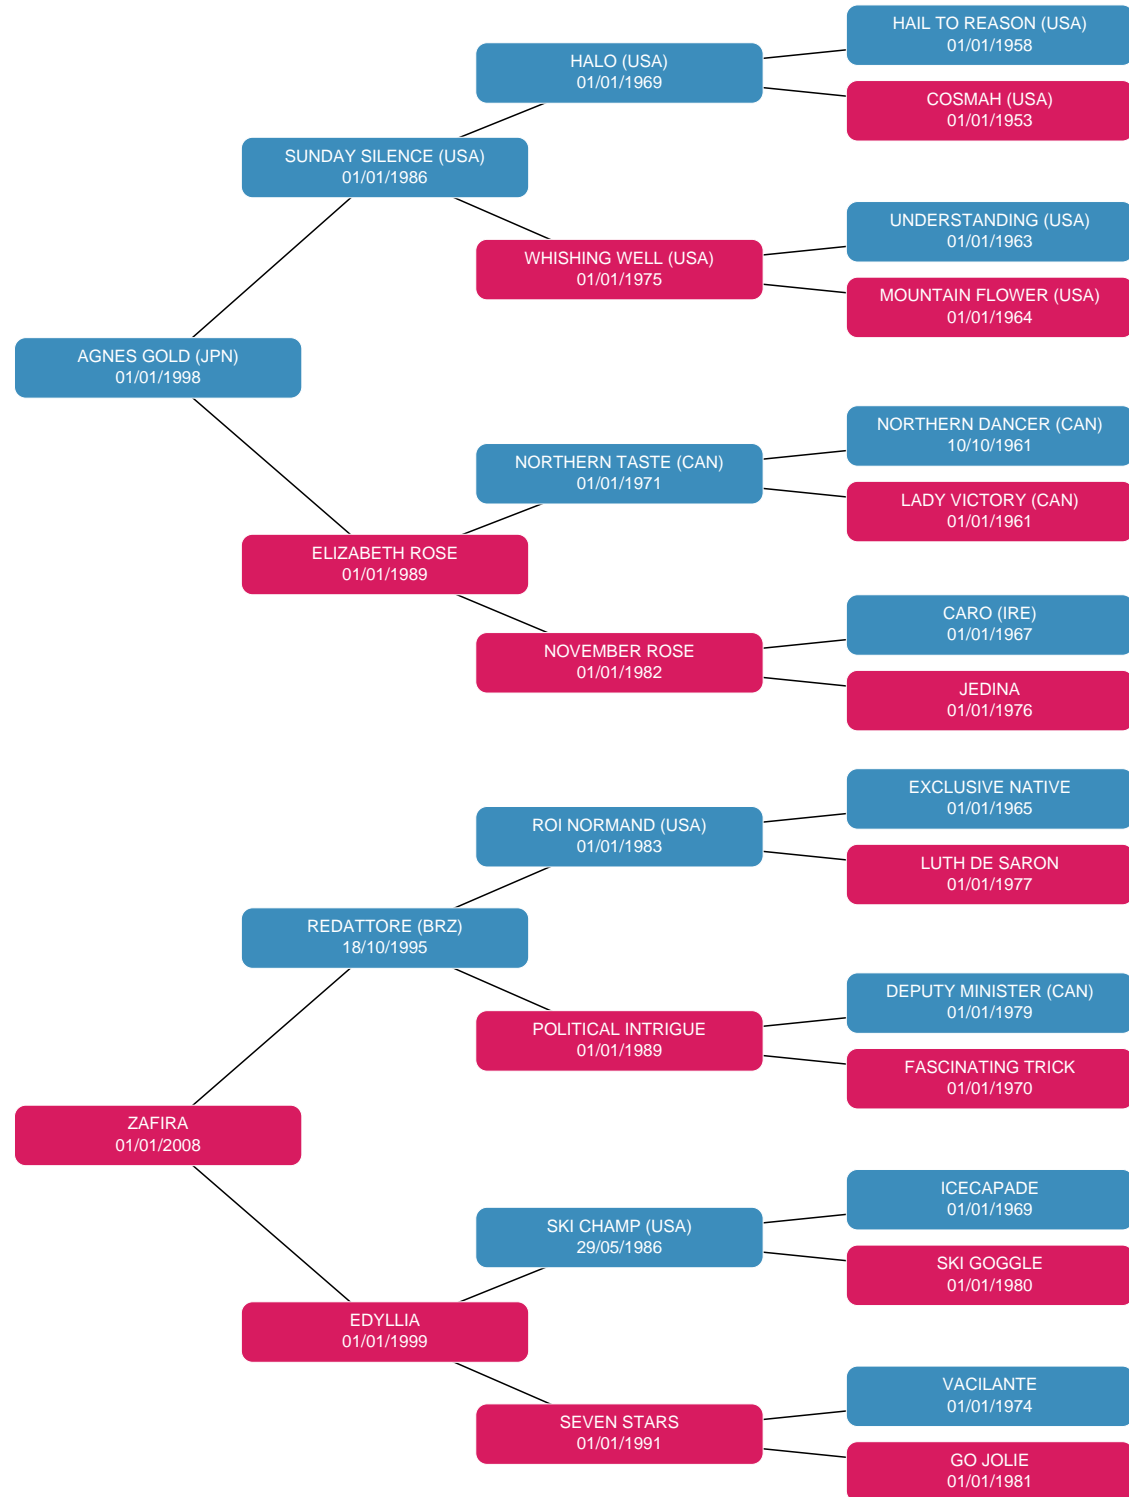 HAIL TO REASON (USA)
01/01/1958
HALO (USA)
01/01/1969
COSMAH (USA)
01/01/1953
SUNDAY SILENCE (USA)
01/01/1986
UNDERSTANDING (USA)
01/01/1963
WHISHING WELL (USA)
01/01/1975
MOUNTAIN FLOWER (USA)
01/01/1964
AGNES GOLD (JPN)
01/01/1998
NORTHERN DANCER (CAN)
10/10/1961
NORTHERN TASTE (CAN)
01/01/1971
LADY VICTORY (CAN)
01/01/1961
ELIZABETH ROSE
01/01/1989
CARO (IRE)
01/01/1967
NOVEMBER ROSE
01/01/1982
JEDINA
01/01/1976
EXCLUSIVE NATIVE
01/01/1965
ROI NORMAND (USA)
01/01/1983
LUTH DE SARON
01/01/1977
REDATTORE (BRZ)
18/10/1995
DEPUTY MINISTER (CAN)
01/01/1979
POLITICAL INTRIGUE
01/01/1989
FASCINATING TRICK
01/01/1970
ZAFIRA
01/01/2008
ICECAPADE
01/01/1969
SKI CHAMP (USA)
29/05/1986
SKI GOGGLE
01/01/1980
EDYLLIA
01/01/1999
VACILANTE
01/01/1974
SEVEN STARS
01/01/1991
GO JOLIE
01/01/1981